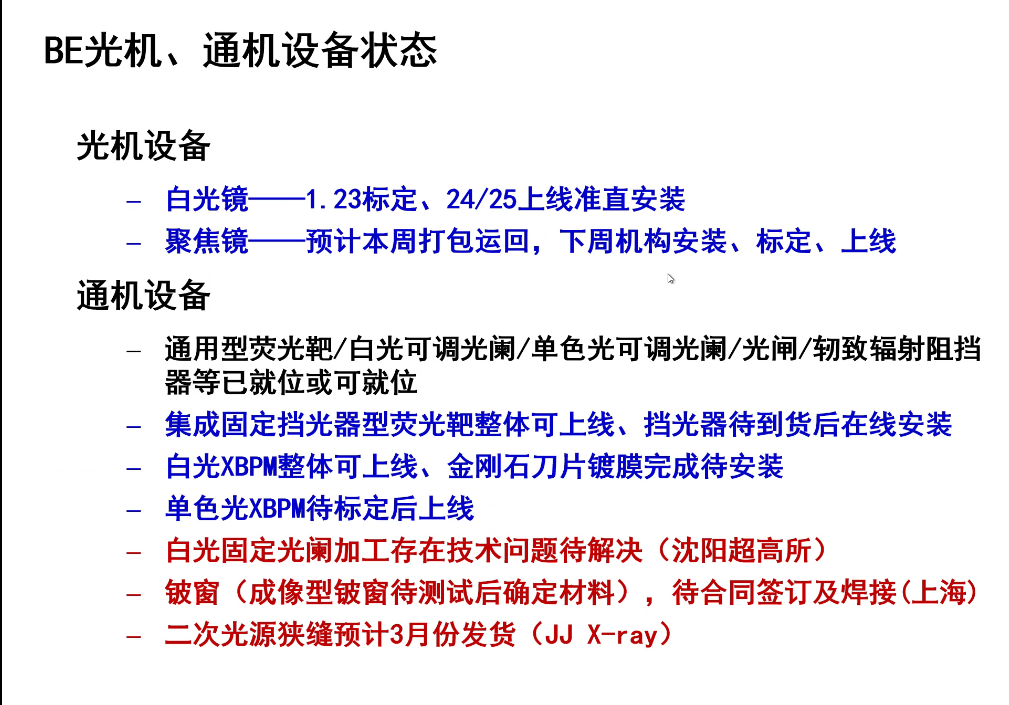 BE光机、通机设备状态
光机设备
– 白光镜——1.23标定、24/25上线准直安装
– 聚焦镜——预计本周打包运回，下周机构安装、标定、上线
通机设备
– 通用型荧光靶/白光可调光阑/单色光可调光阑/光闸/轫致辐射阻挡
器等已就位或可就位
– 集成固定挡光器型荧光靶整体可上线、挡光器待到货后在线安装
– 白光XBPM整体可上线、金刚石刀片镀膜完成待安装
– 单色光XBPM待标定后上线
– 白光固定光阑加工存在技术问题待解决（沈阳超高所）
– 铍窗（成像型铍窗待测试后确定材料），待合同签订及焊接(上海)
– 二次光源狭缝预计3月份发货（JJ X-ray）